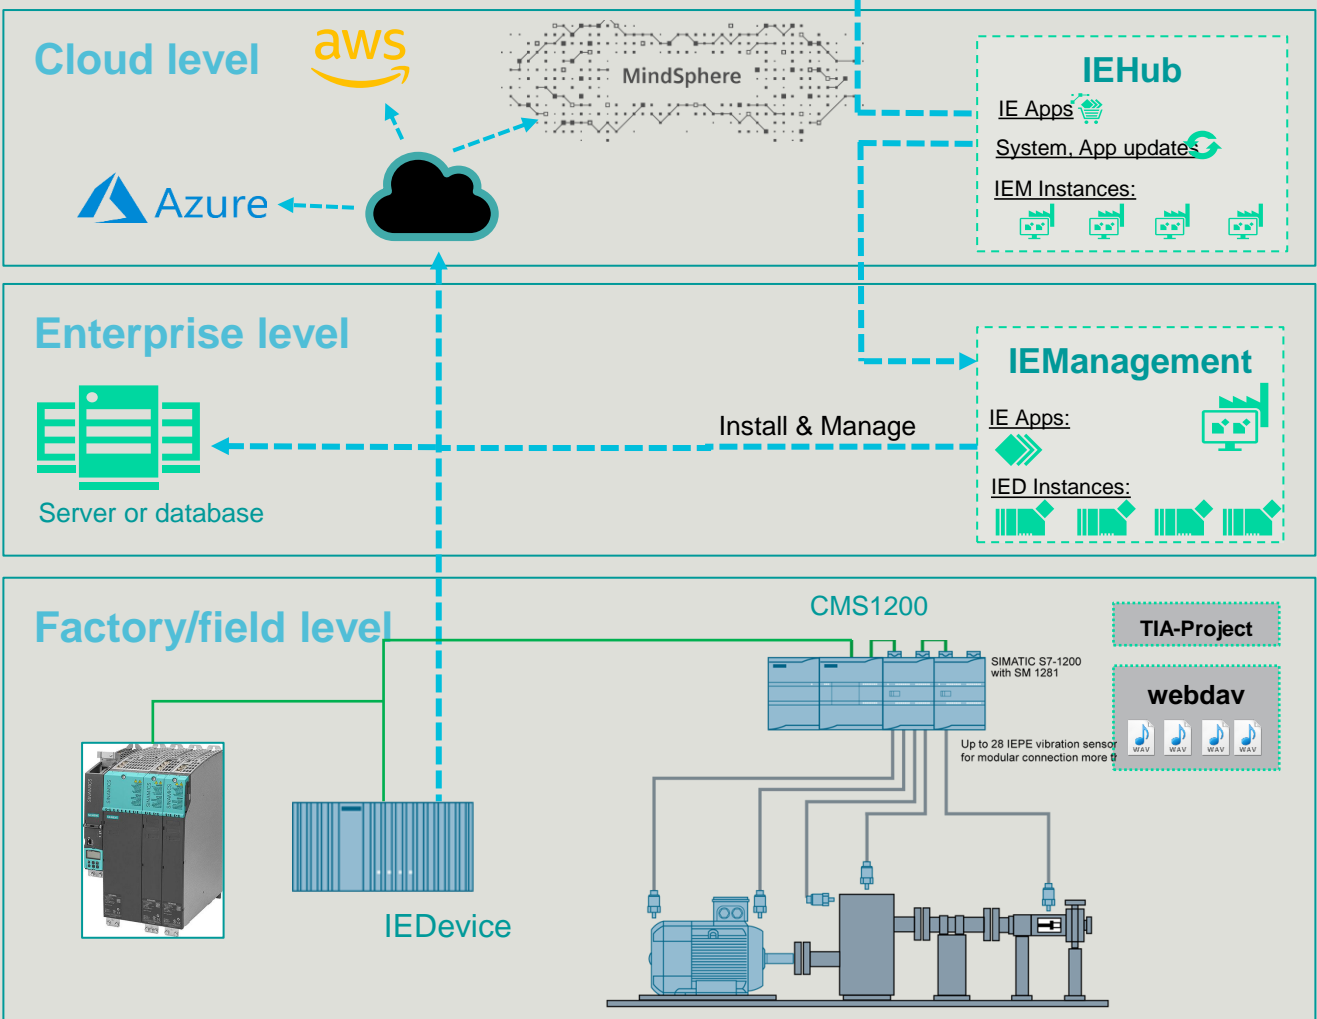 Cloud level
aws
MindSphere
Azure
IEHub
IE Apps
System, App updates
IEM Instances:
Enterprise level
Server or database
Install & Manage
IEManagement
IE Apps:
IED Instances:
Factory/field level
CMS1200
SIMATIC S7-1200
with SM 1281
Up to 28 IEPE vibration sensor
for modular connection more th
TIA-Project
webdav
WAV WAV WAV WAV
IEDevice